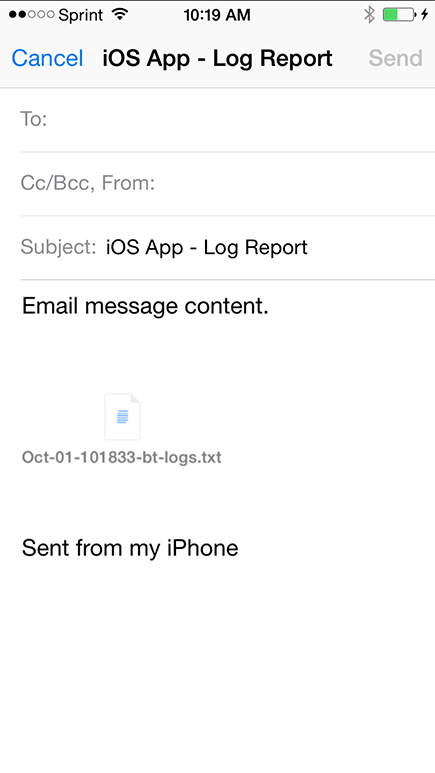 Sprint 10:19 AM
Cancel iOS App - Log Report Send
To:
Cc/Bcc, From:
Subject: iOS App - Log Report
Email message content.
Oct-01-101833-bt-logs.txt
Sent from my iPhone